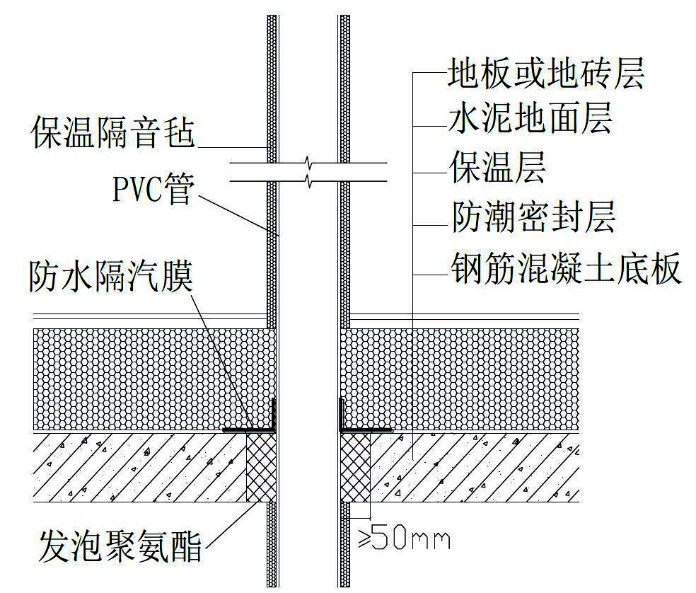 地板或地砖层
水泥地面层
保温隔音毡
保温层
PVC管
防潮密封层
防水隔汽膜
钢筋混凝土底板
发泡聚氨酯
≥50mm